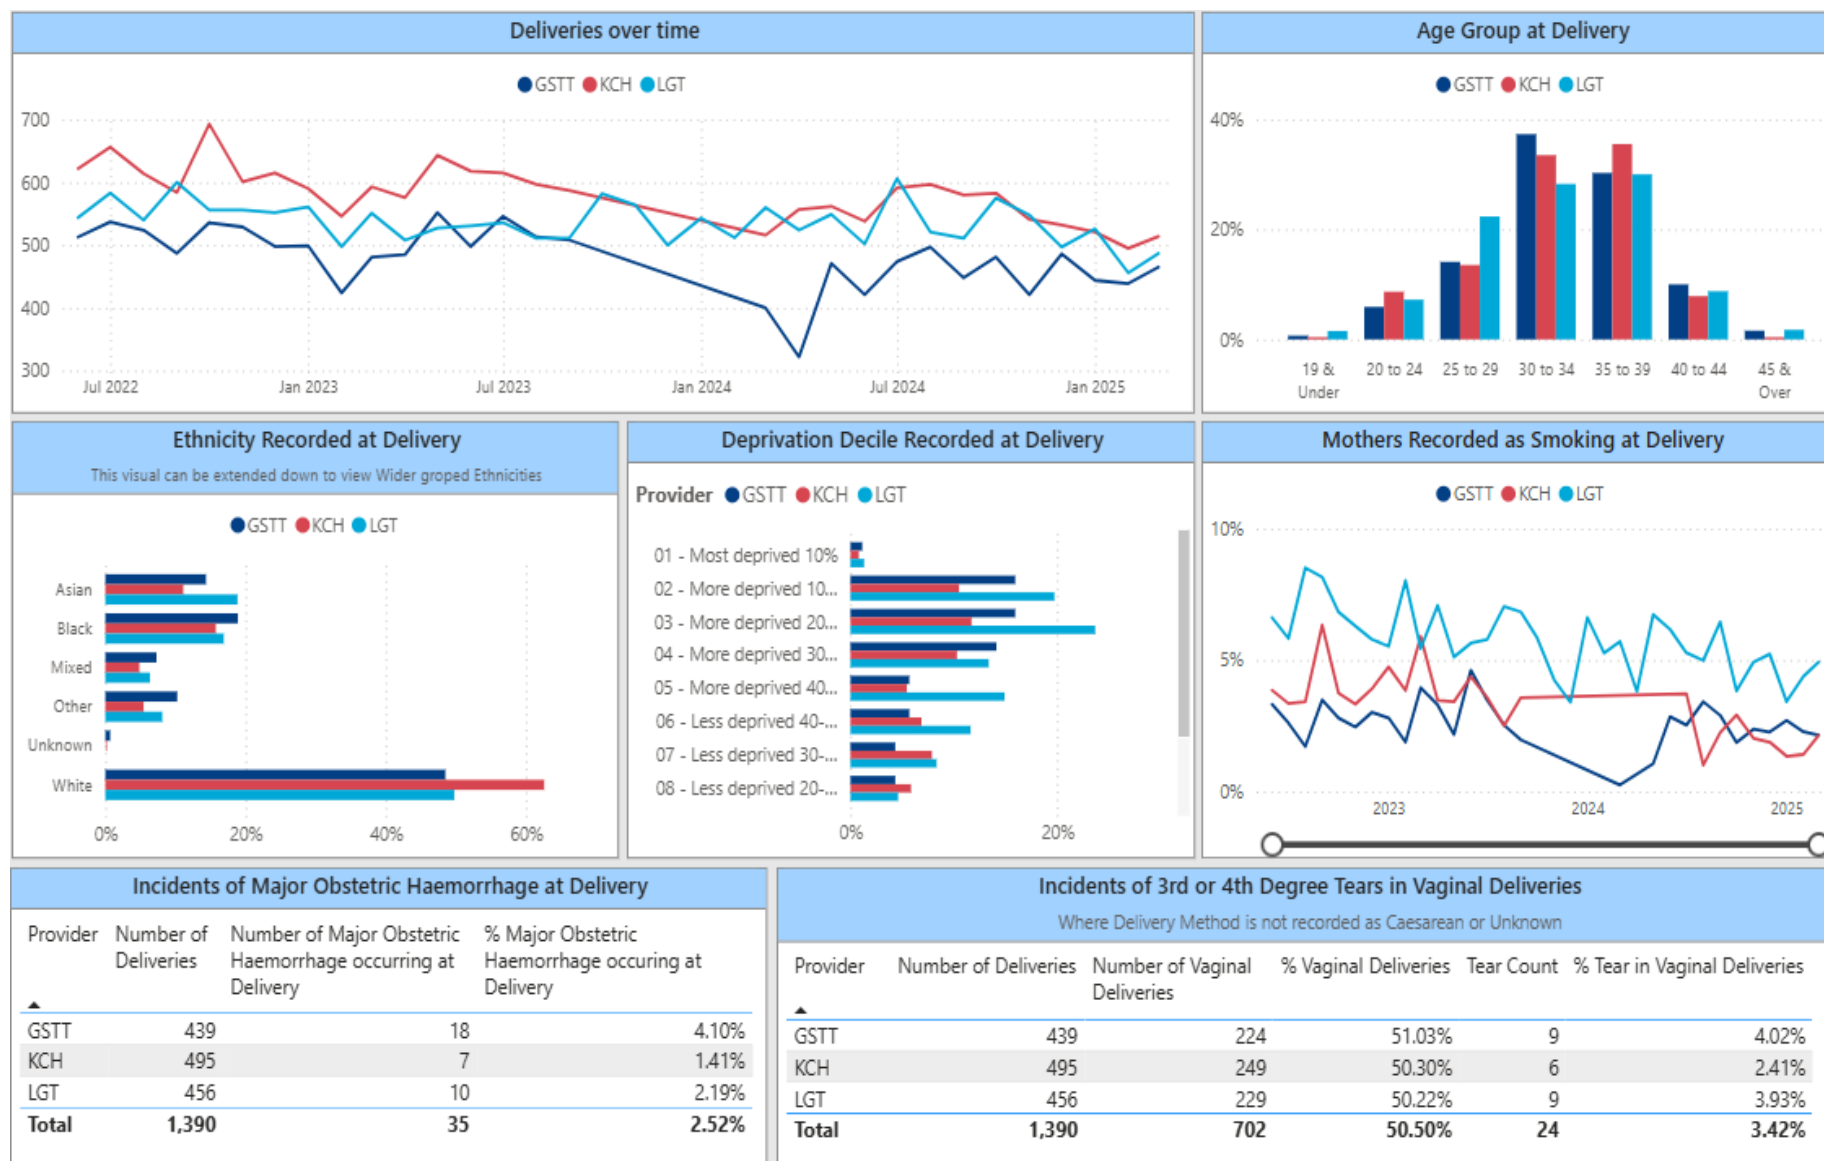 Deliveries over time
GSTT KCH LGT
700
600
500
400
300
Jul 2022 Jan 2023 Jul 2023 Jan 2024 Jul 2024 Jan 2025
Age Group at Delivery
GSTT KCH LGT
40%
20%
0%
19 & Under 20 to 24 25 to 29 30 to 34 35 to 39 40 to 44 45 & Over
Ethnicity Recorded at Delivery
This visual can be extended down to view Wider groped Ethnicities
GSTT KCH LGT
Asian
Black
Mixed
Other
Unknown
White
0% 20% 40% 60%
Deprivation Decile Recorded at Delivery
Provider GSTT KCH LGT
01 - Most deprived 10%
02 - More deprived 10...
03 - More deprived 20...
04 - More deprived 30...
05 - More deprived 40...
06 - Less deprived 40-...
07 - Less deprived 30-...
08 - Less deprived 20-...
0% 20%
Mothers Recorded as Smoking at Delivery
GSTT KCH LGT
10%
5%
0%
2023 2024 2025
Incidents of Major Obstetric Haemorrhage at Delivery
Provider Number of Deliveries Number of Major Obstetric Haemorrhage occurring at Delivery % Major Obstetric Haemorrhage occuring at Delivery
GSTT 439 18 4.10%
KCH 495 7 1.41%
LGT 456 10 2.19%
Total 1,390 35 2.52%
Incidents of 3rd or 4th Degree Tears in Vaginal Deliveries
Where Delivery Method is not recorded as Caesarean or Unknown
Provider Number of Deliveries Number of Vaginal Deliveries % Vaginal Deliveries Tear Count % Tear in Vaginal Deliveries
GSTT 439 224 51.03% 9 4.02%
KCH 495 249 50.30% 6 2.41%
LGT 456 229 50.22% 9 3.93%
Total 1,390 702 50.50% 24 3.42%